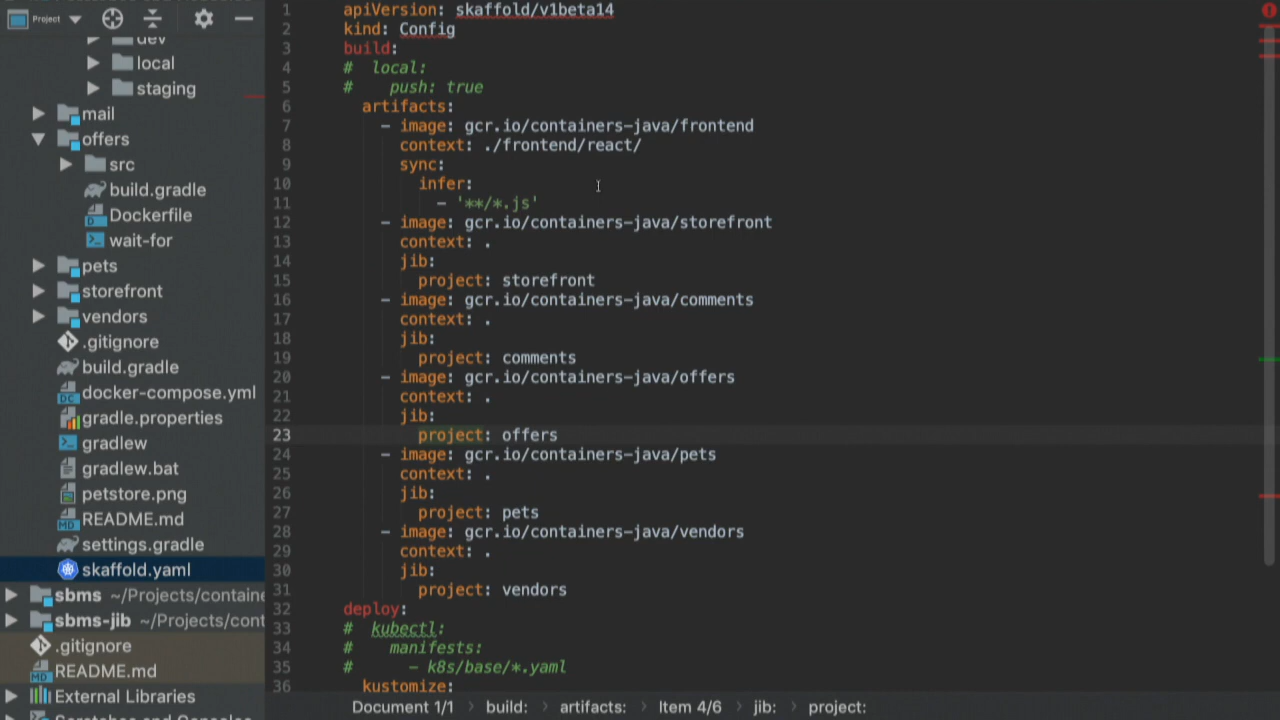 Project
dev
local
staging
mail
offers
src
build.gradle
Dockerfile
wait-for
pets
storefront
vendors
.gitignore
build.gradle
docker-compose.yml
gradle.properties
gradlew
gradlew.bat
petstore.png
README.md
settings.gradle
skaffold.yaml
sbms ~/Projects/containe
sbms-jib ~/Projects/cont
.gitignore
README.md
External Libraries
Scratches and Consoles
1 apiVersion: skaffold/v1beta14
2 kind: Config
3 build:
4 # local:
5 # push: true
6 artifacts:
7 - image: gcr.io/containers-java/frontend
8 context: ./frontend/react/
9 sync:
10 infer:
11 - '**/*.js'
12 - image: gcr.io/containers-java/storefront
13 context: .
14 jib:
15 project: storefront
16 - image: gcr.io/containers-java/comments
17 context: .
18 jib:
19 project: comments
20 - image: gcr.io/containers-java/offers
21 context: .
22 jib:
23 project: offers
24 - image: gcr.io/containers-java/pets
25 context: .
26 jib:
27 project: pets
28 - image: gcr.io/containers-java/vendors
29 context: .
30 jib:
31 project: vendors
32 deploy:
33 # kubectl:
34 # manifests:
35 # - k8s/base/*.yaml
36 kustomize:
Document 1/1 › build: › artifacts: › Item 4/6 › jib: › project: